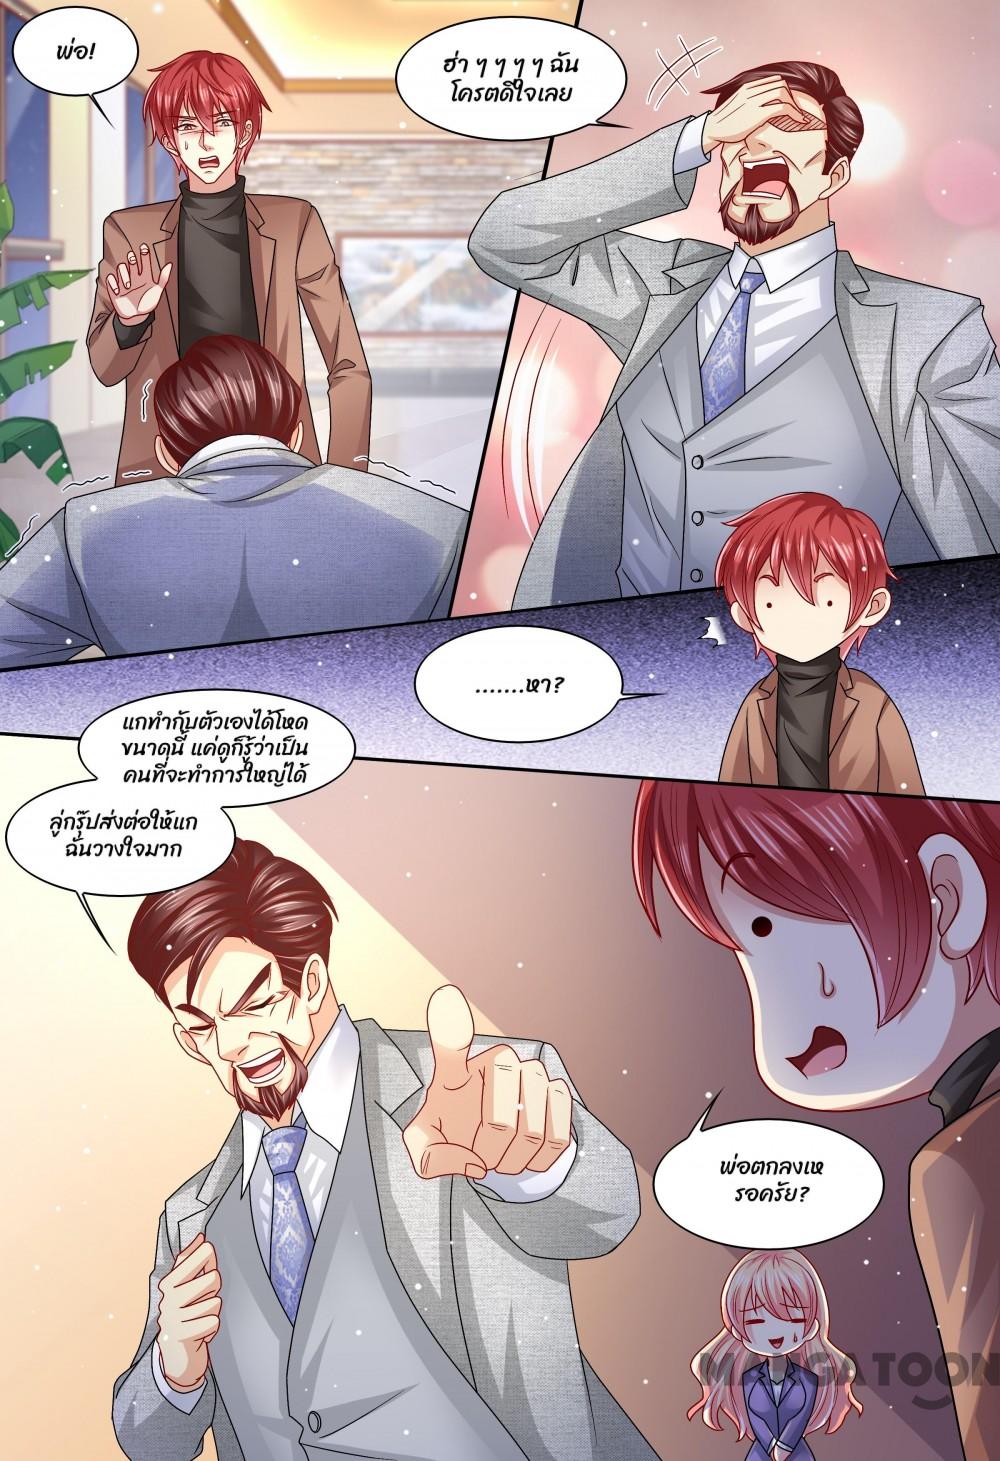 พ่อ!
ฮ่า ๆ ๆ ๆ ๆ ฉัน
โครตดีใจเลย
.......หา?
แกทำกับตัวเองได้โหด
ขนาดนี้ แค่ดูก็รู้ว่าเป็น
คนที่จะทำการใหญ่ได้
ลู่กรุ๊ปส่งต่อให้แก
ฉันวางใจมาก
พ่อตกลงเห
รอครัย?
MANGATOON